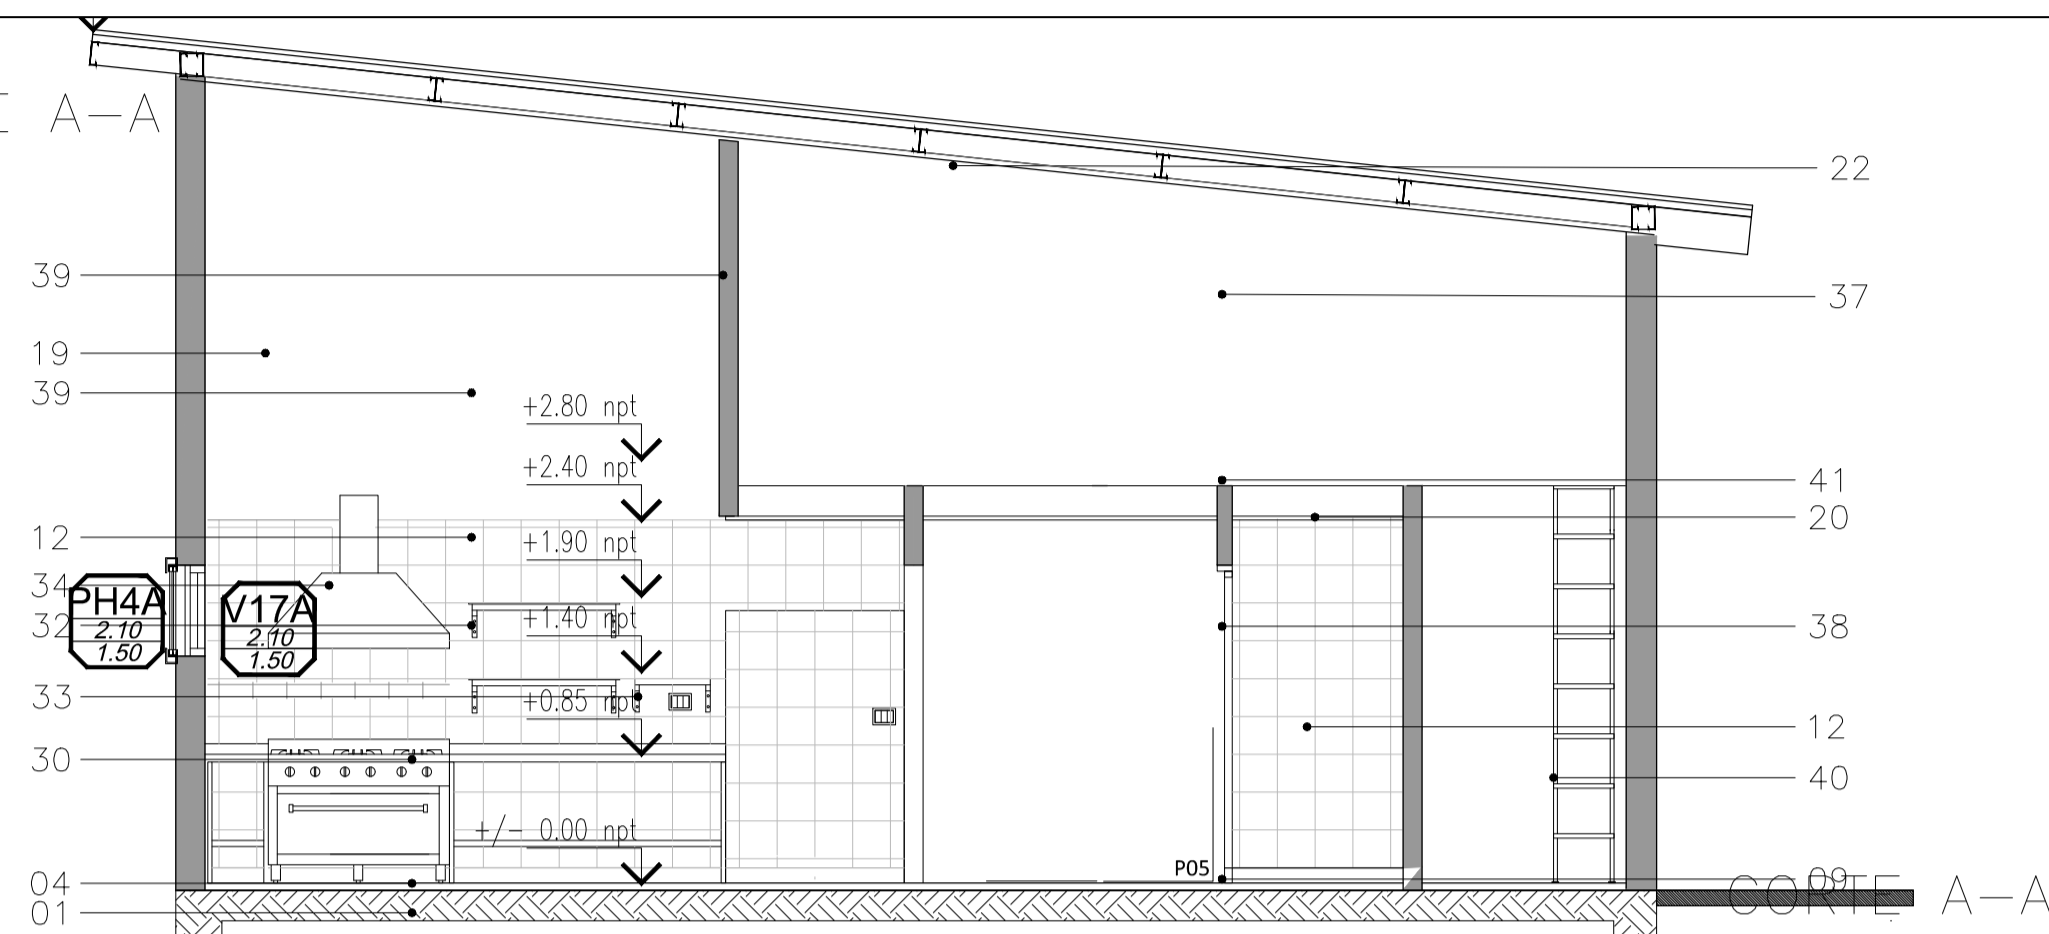 A-A
22
39
37
19
39
+2.80 npt
+2.40 npt
41
20
12
+1.90 npt
34
PH4A
2.10
1.50
V17A
2.10
1.50
32
+1.40 npt
38
33
+0.85 npt
12
30
40
+/- 0.00 npt
P05
04
09
01
CORTE A-A